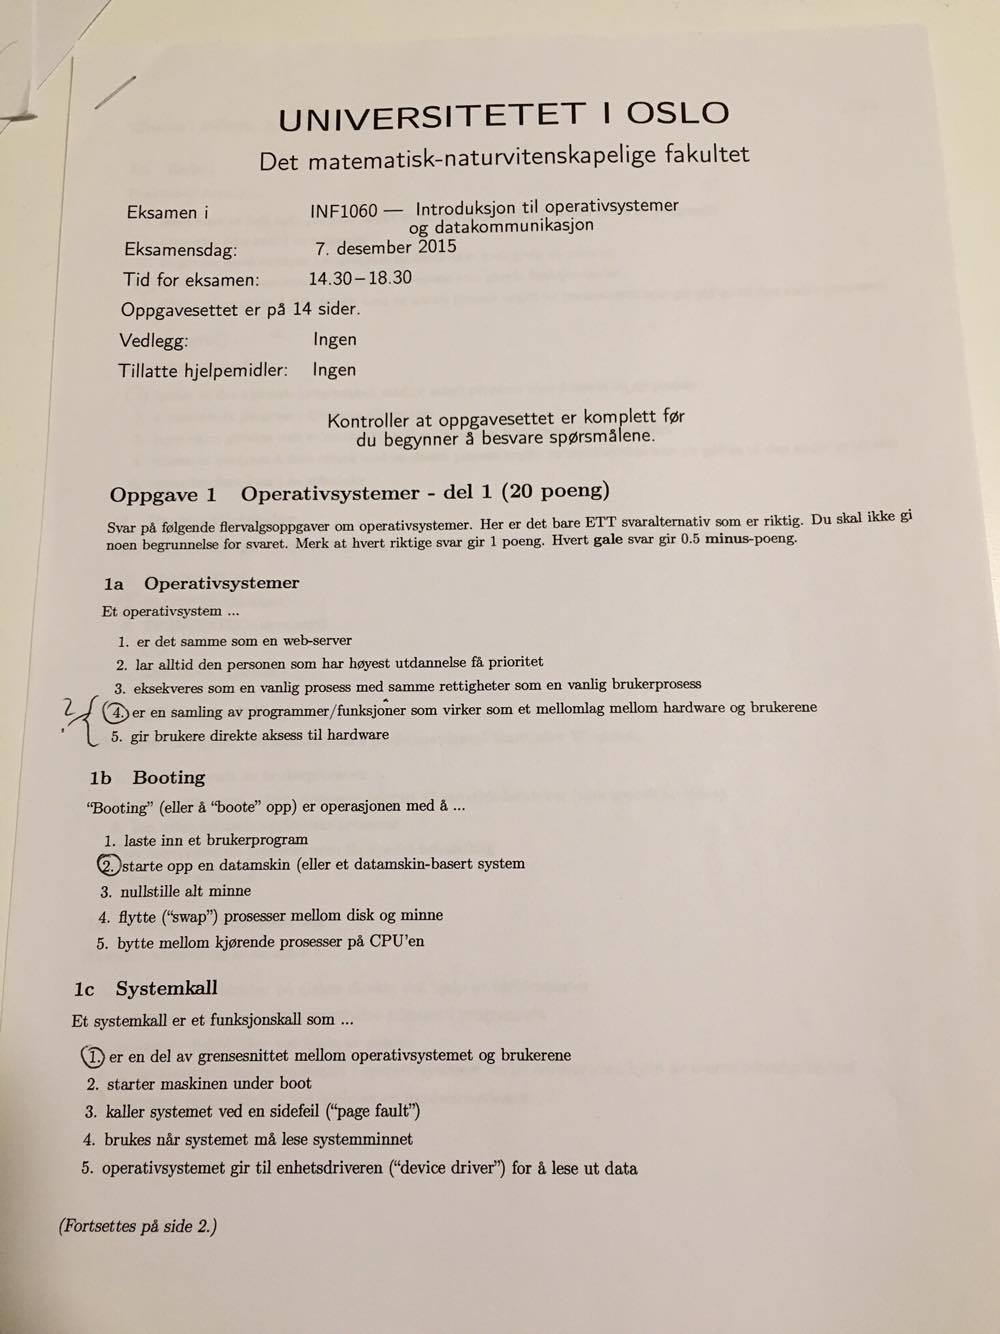 UNIVERSITETET I OSLO
Det matematisk-naturvitenskapelige fakultet
Eksamen i INF1060 — Introduksjon til operativsystemer
og datakommunikasjon
Eksamensdag: 7. desember 2015
Tid for eksamen: 14.30–18.30
Oppgavesettet er på 14 sider.
Vedlegg: Ingen
Tillatte hjelpemidler: Ingen
Kontroller at oppgavesettet er komplett før
du begynner å besvare spørsmålene.
Oppgave 1 Operativsystemer - del 1 (20 poeng)
Svar på følgende flervalgsoppgaver om operativsystemer. Her er det bare ETT svaralternativ som er riktig. Du skal ikke gi
noen begrunnelse for svaret. Merk at hvert riktige svar gir 1 poeng. Hvert gale svar gir 0.5 minus-poeng.
1a Operativsystemer
Et operativsystem ...
1. er det samme som en web-server
2. lar alltid den personen som har høyest utdannelse få prioritet
3. eksekveres som en vanlig prosess med samme rettigheter som en vanlig brukerprosess
? 4. er en samling av programmer/funksjoner som virker som et mellomlag mellom hardware og brukerene
5. gir brukere direkte aksess til hardware
1b Booting
“Booting” (eller å “boote” opp) er operasjonen med å ...
1. laste inn et brukerprogram
2. starte opp en datamskin (eller et datamskin-basert system
3. nullstille alt minne
4. flytte (“swap”) prosesser mellom disk og minne
5. bytte mellom kjørende prosesser på CPU'en
1c Systemkall
Et systemkall er et funksjonskall som ...
1. er en del av grensesnittet mellom operativsystemet og brukerene
2. starter maskinen under boot
3. kaller systemet ved en sidefeil (“page fault”)
4. brukes når systemet må lese systemminnet
5. operativsystemet gir til enhetsdriveren (“device driver”) for å lese ut data
(Fortsettes på side 2.)